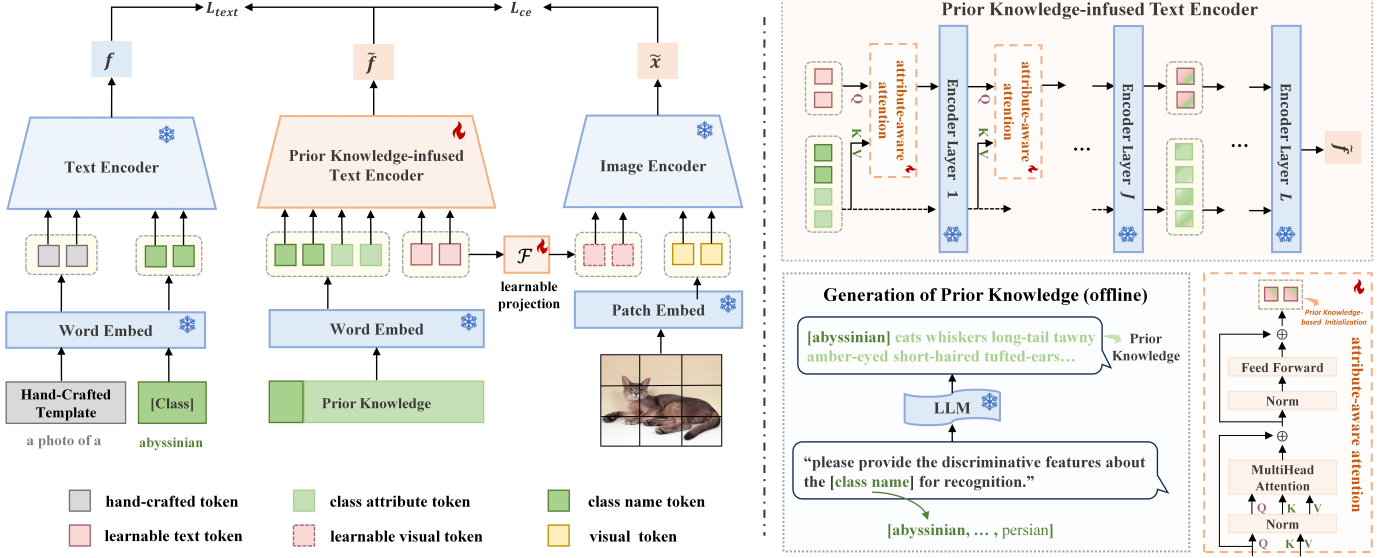 L_text
L_ce
f
f̃
x̃
Text Encoder
Prior Knowledge-infused
Text Encoder
Image Encoder
ℱ
learnable
projection
Word Embed
Word Embed
Patch Embed
Hand-Crafted
Template
[Class]
Prior Knowledge
a photo of a
abyssinian
hand-crafted token
class attribute token
class name token
learnable text token
learnable visual token
visual token
Prior Knowledge-infused Text Encoder
Q
K
V
attribute-aware
attention
Encoder Layer 1
Q
K
V
attribute-aware
attention
...
...
Encoder Layer J
...
...
Encoder Layer L
f̃
Generation of Prior Knowledge (offline)
[abyssinian] cats whiskers long-tail tawny
amber-eyed short-haired tufted-ears…
Prior
Knowledge
LLM
“please provide the discriminative features about
the [class name] for recognition.”
[abyssinian, … , persian]
Prior Knowledge-
based Initialization
⊕
Feed Forward
Norm
⊕
MultiHead
Attention
Q
K
V
Norm
Q
K
V
attribute-aware attention